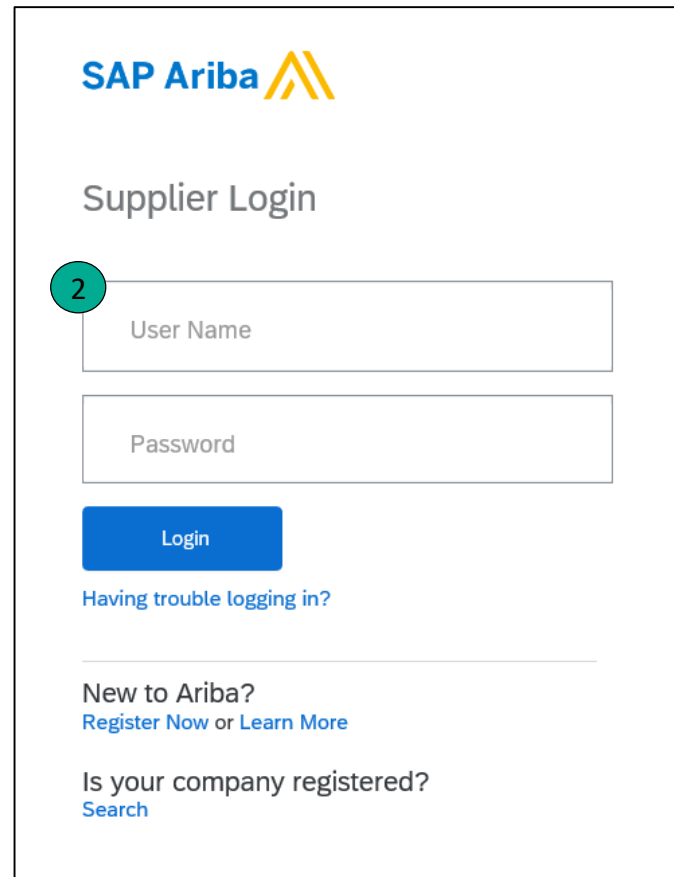 SAP Ariba
Supplier Login
2
User Name
Password
Login
Having trouble logging in?
New to Ariba?
Register Now or Learn More
Is your company registered?
Search